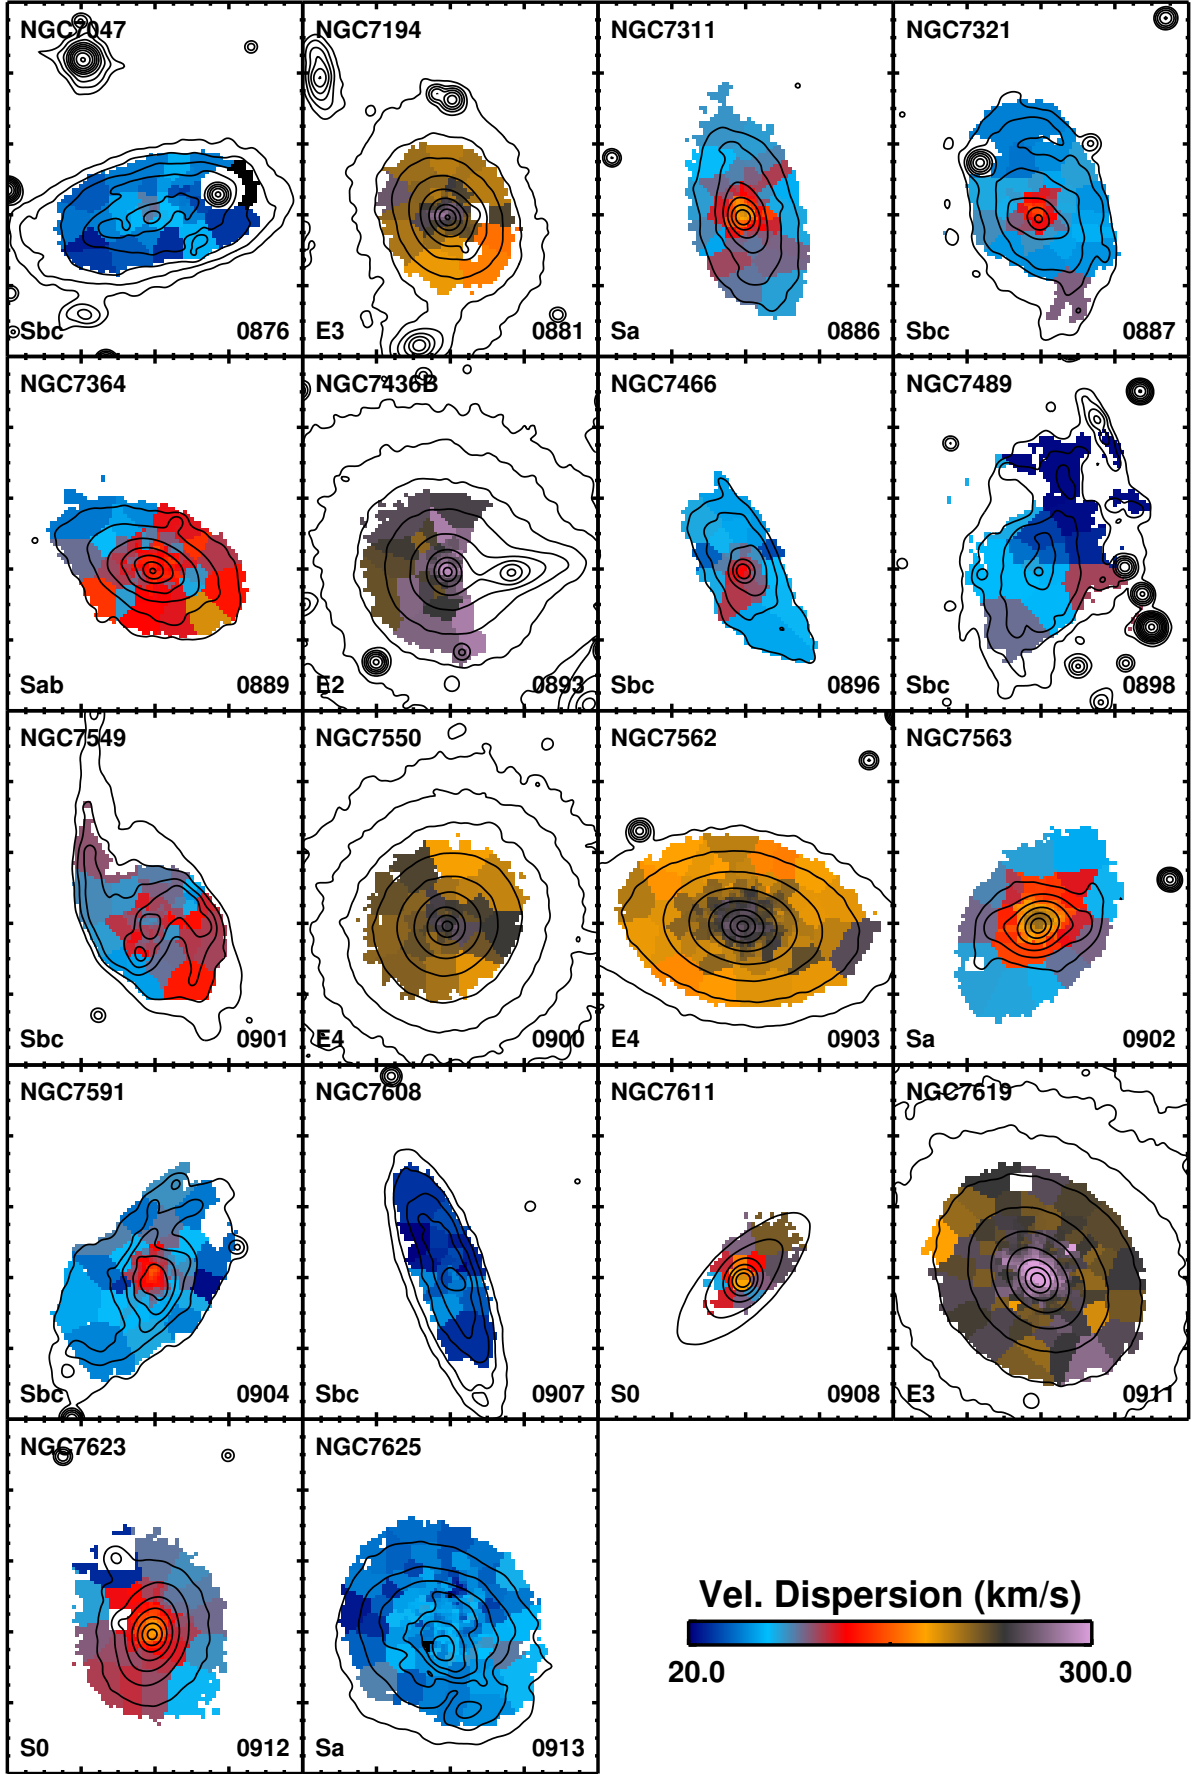 NGC7047 NGC7194 NGC7311 NGC7321
Sbc 0876 E3 0881 Sa 0886 Sbc 0887
NGC7364 NGC7436B NGC7466 NGC7489
Sab 0889 E2 0893 Sbc 0896 Sbc 0898
NGC7549 NGC7550 NGC7562 NGC7563
Sbc 0901 E4 0900 E4 0903 Sa 0902
NGC7591 NGC7608 NGC7611 NGC7619
Sbc 0904 Sbc 0907 S0 0908 E3 0911
NGC7623 NGC7625
Vel. Dispersion (km/s)
20.0 300.0
S0 0912 Sa 0913